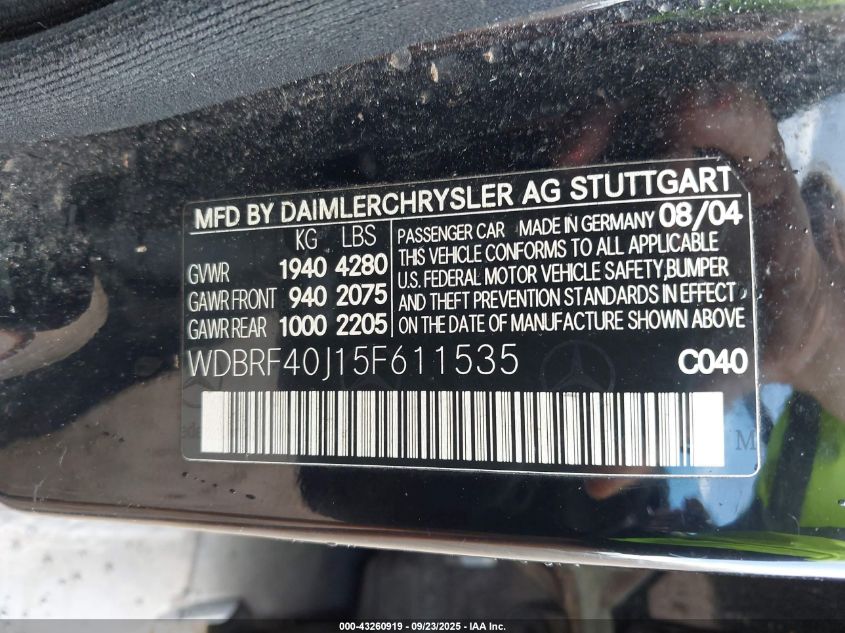 MFD BY DAIMLERCHRYSLER AG STUTTGART
KG LBS
GVWR 1940 4280
GAWR FRONT 940 2075
GAWR REAR 1000 2205
PASSENGER CAR MADE IN GERMANY 08/04
THIS VEHICLE CONFORMS TO ALL APPLICABLE
U.S. FEDERAL MOTOR VEHICLE SAFETY,BUMPER
AND THEFT PREVENTION STANDARDS IN EFFECT
ON THE DATE OF MANUFACTURE SHOWN ABOVE
WDBRF40J15F611535 C040
M
000-43260919 - 09/23/2025 - IAA Inc.